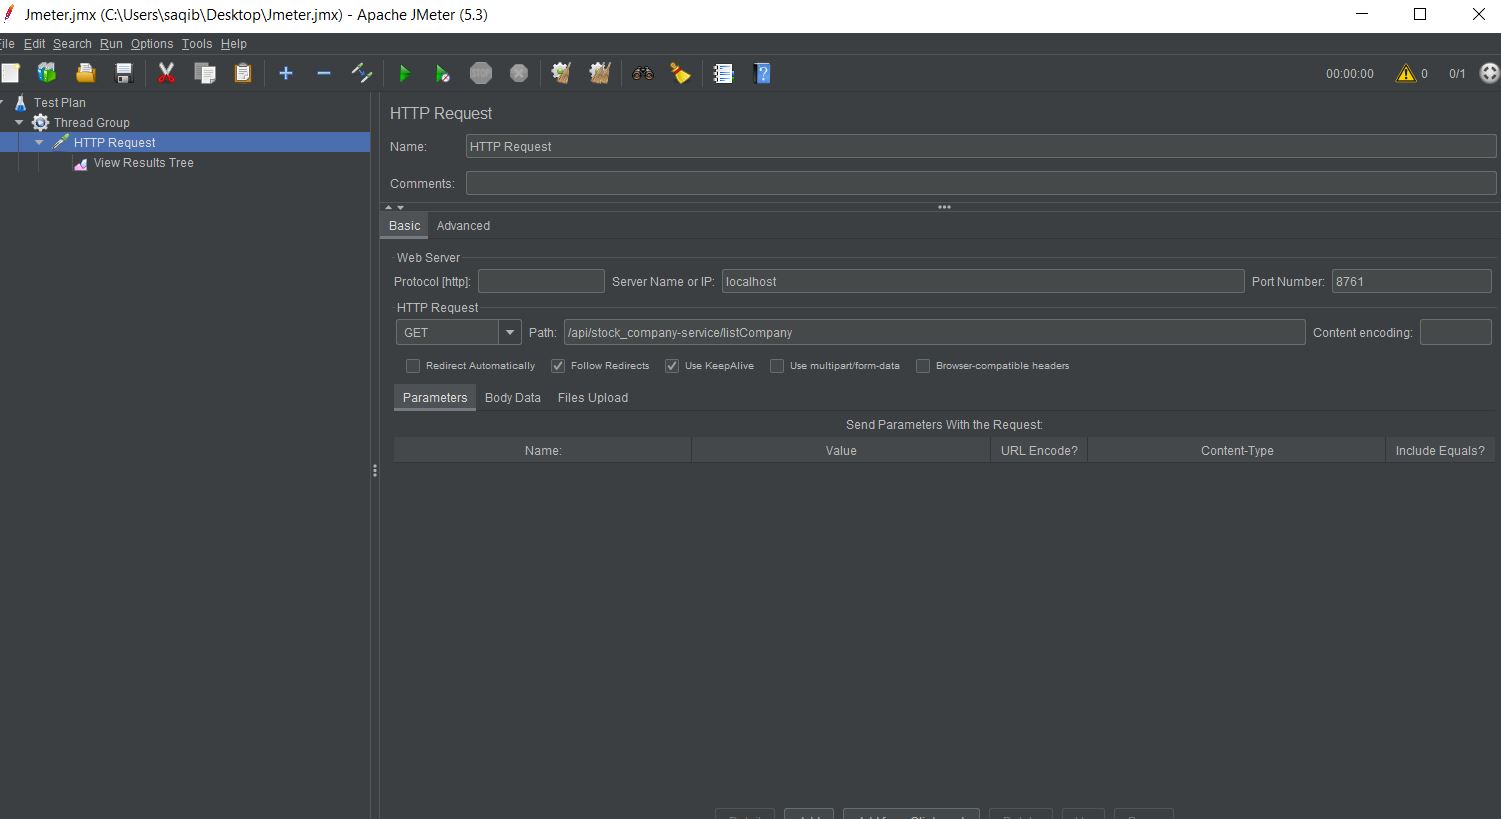 Jmeter.jmx (C:\Users\saqib\Desktop\Jmeter.jmx) - Apache JMeter (5.3)
Edit Search Run Options Tools Help
STOP
00:00:00 0 0/1
Test Plan
Thread Group
HTTP Request
View Results Tree
HTTP Request
Name: HTTP Request
Comments:
Basic Advanced
Web Server
Protocol [http]: Server Name or IP: localhost Port Number: 8761
HTTP Request
GET Path: /api/stock_company-service/listCompany Content encoding:
Redirect Automatically Follow Redirects Use KeepAlive Use multipart/form-data Browser-compatible headers
Parameters Body Data Files Upload
Send Parameters With the Request:
Name: Value URL Encode? Content-Type Include Equals?